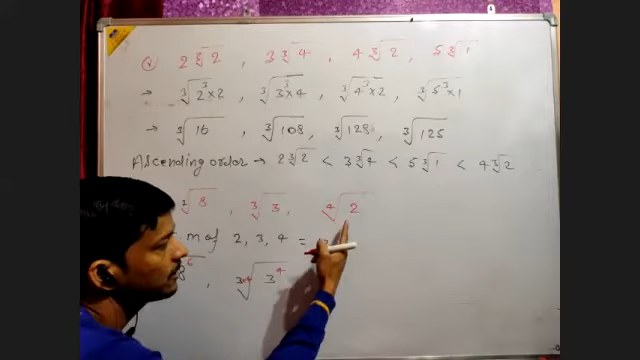 Q 2∛2 , 3∛4 , 4∛2 , 5∛1
→ ∛2³×2 , ∛3³×4 , ∛4³×2 , ∛5³×1
→ ∛16 , ∛108 , ∛128 , ∛125
Ascending order → 2∛2 < 3∛4 < 5∛1 < 4∛2
²√8 , ∛3 , ∜2
m of 2, 3, 4 =
, ³ˣ⁴√3⁴